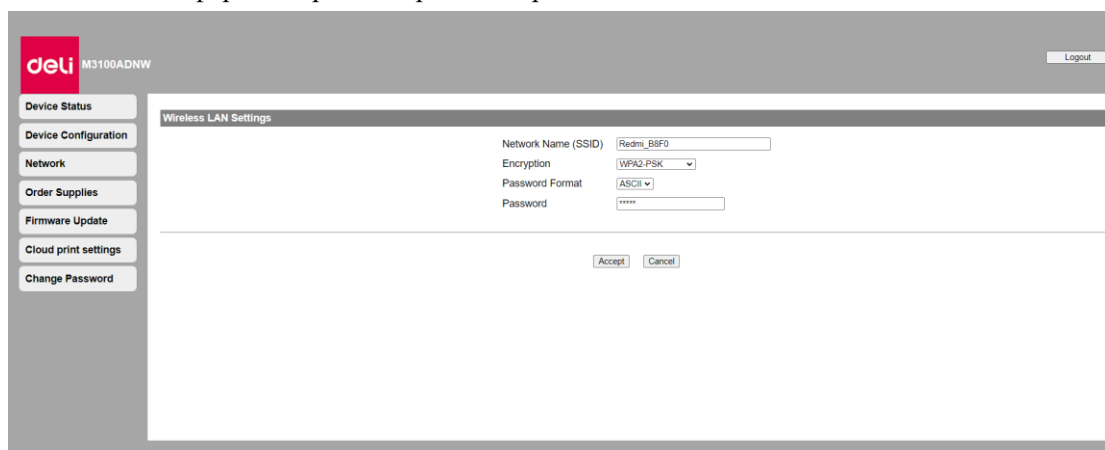 deli M3100ADNW
Logout
Device Status
Device Configuration
Network
Order Supplies
Firmware Update
Cloud print settings
Change Password
Wireless LAN Settings
Network Name (SSID) Redmi_B8F0
Encryption WPA2-PSK
Password Format ASCII
Password *****
Accept Cancel